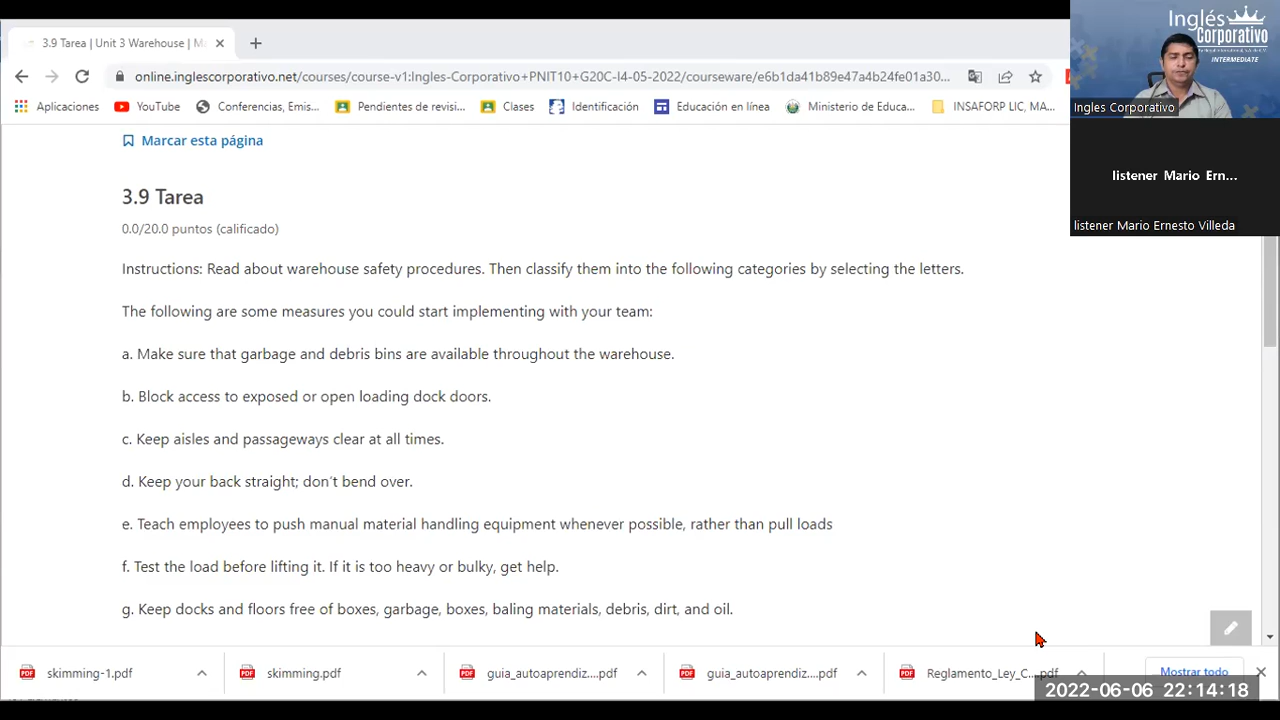 3.9 Tarea | Unit 3 Warehouse | Ma
online.inglescorporativo.net/courses/course-v1:Ingles-Corporativo+PNIT10+G20C-I4-05-2022/courseware/e6b1da41b89e47a4b24fe01a30...
Aplicaciones YouTube Conferencias, Emis... Pendientes de revisi... Clases Identificación Educación en línea Ministerio de Educa... INSAFORP LIC, MA...
Inglés
Corporativo
INTERMEDIATE
Ingles Corporativo
listener Mario Ern...
listener Mario Ernesto Villeda
Marcar esta página
3.9 Tarea
0.0/20.0 puntos (calificado)
Instructions: Read about warehouse safety procedures. Then classify them into the following categories by selecting the letters.
The following are some measures you could start implementing with your team:
a. Make sure that garbage and debris bins are available throughout the warehouse.
b. Block access to exposed or open loading dock doors.
c. Keep aisles and passageways clear at all times.
d. Keep your back straight; don´t bend over.
e. Teach employees to push manual material handling equipment whenever possible, rather than pull loads
f. Test the load before lifting it. If it is too heavy or bulky, get help.
g. Keep docks and floors free of boxes, garbage, boxes, baling materials, debris, dirt, and oil.
skimming-1.pdf skimming.pdf guia_autoaprendiz....pdf guia_autoaprendiz....pdf Reglamento_Ley_C....pdf Mostrar todo
2022-06-06 22:14:18